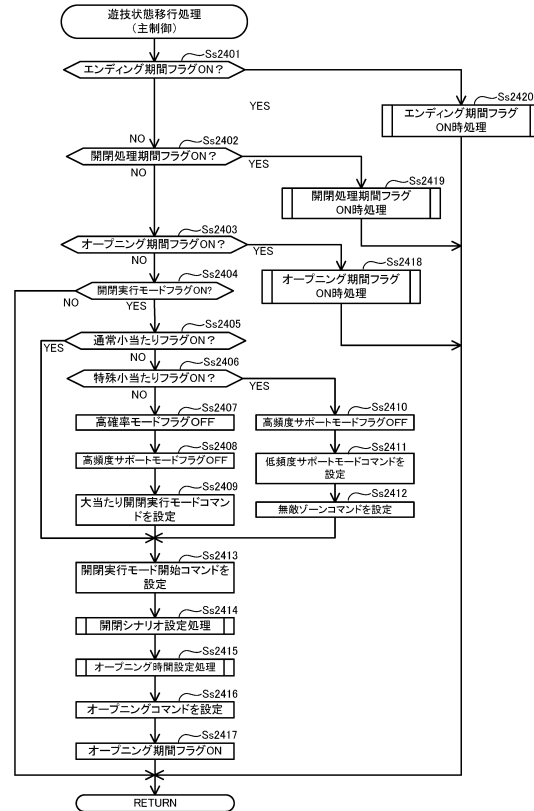 遊技状態移行処理
(主制御)
Ss2401
エンディング期間フラグON？
Ss2420
エンディング期間フラグ
ON時処理
YES
NO
Ss2402
開閉処理期間フラグON？
YES
NO
Ss2419
開閉処理期間フラグ
ON時処理
Ss2403
オープニング期間フラグON？
YES
NO
Ss2418
オープニング期間フラグ
ON時処理
Ss2404
開閉実行モードフラグON?
NO
YES
Ss2405
通常小当たりフラグON？
YES
NO
Ss2406
特殊小当たりフラグON？
YES
NO
Ss2407
高確率モードフラグOFF
Ss2410
高頻度サポートモードフラグOFF
Ss2408
高頻度サポートモードフラグOFF
Ss2411
低頻度サポートモードコマンドを
設定
Ss2409
大当たり開閉実行モードコマン
ドを設定
Ss2412
無敵ゾーンコマンドを設定
Ss2413
開閉実行モード開始コマンドを
設定
Ss2414
開閉シナリオ設定処理
Ss2415
オープニング時間設定処理
Ss2416
オープニングコマンドを設定
Ss2417
オープニング期間フラグON
RETURN